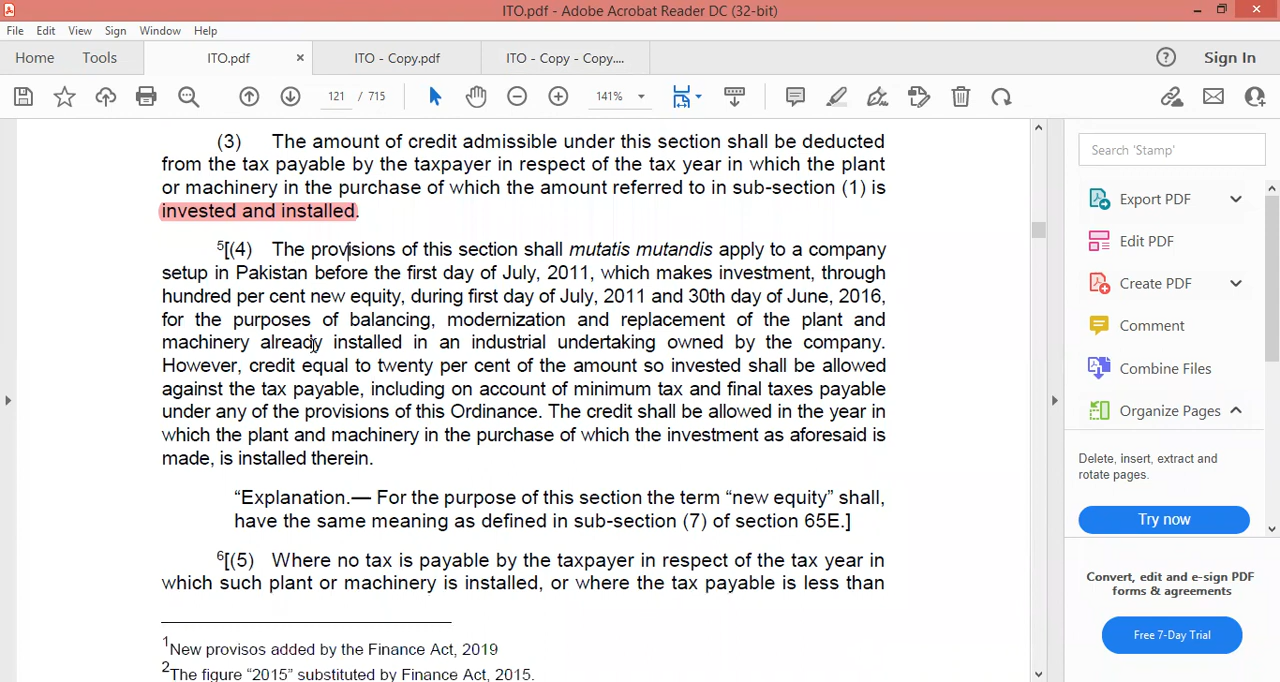 ITO.pdf - Adobe Acrobat Reader DC (32-bit)
File Edit View Sign Window Help
Home Tools ITO.pdf × ITO - Copy.pdf ITO - Copy - Copy.... ? Sign In
121 / 715 141%
(3) The amount of credit admissible under this section shall be deducted
from the tax payable by the taxpayer in respect of the tax year in which the plant
or machinery in the purchase of which the amount referred to in sub-section (1) is
invested and installed.
5[(4) The provisions of this section shall mutatis mutandis apply to a company
setup in Pakistan before the first day of July, 2011, which makes investment, through
hundred per cent new equity, during first day of July, 2011 and 30th day of June, 2016,
for the purposes of balancing, modernization and replacement of the plant and
machinery already installed in an industrial undertaking owned by the company.
However, credit equal to twenty per cent of the amount so invested shall be allowed
against the tax payable, including on account of minimum tax and final taxes payable
under any of the provisions of this Ordinance. The credit shall be allowed in the year in
which the plant and machinery in the purchase of which the investment as aforesaid is
made, is installed therein.
“Explanation.— For the purpose of this section the term “new equity” shall,
have the same meaning as defined in sub-section (7) of section 65E.]
6[(5) Where no tax is payable by the taxpayer in respect of the tax year in
which such plant or machinery is installed, or where the tax payable is less than
1New provisos added by the Finance Act, 2019
2The figure “2015” substituted by Finance Act, 2015.
Search 'Stamp'
Export PDF
Edit PDF
Create PDF
Comment
Combine Files
Organize Pages
Delete, insert, extract and
rotate pages.
Try now
Convert, edit and e-sign PDF
forms & agreements
Free 7-Day Trial